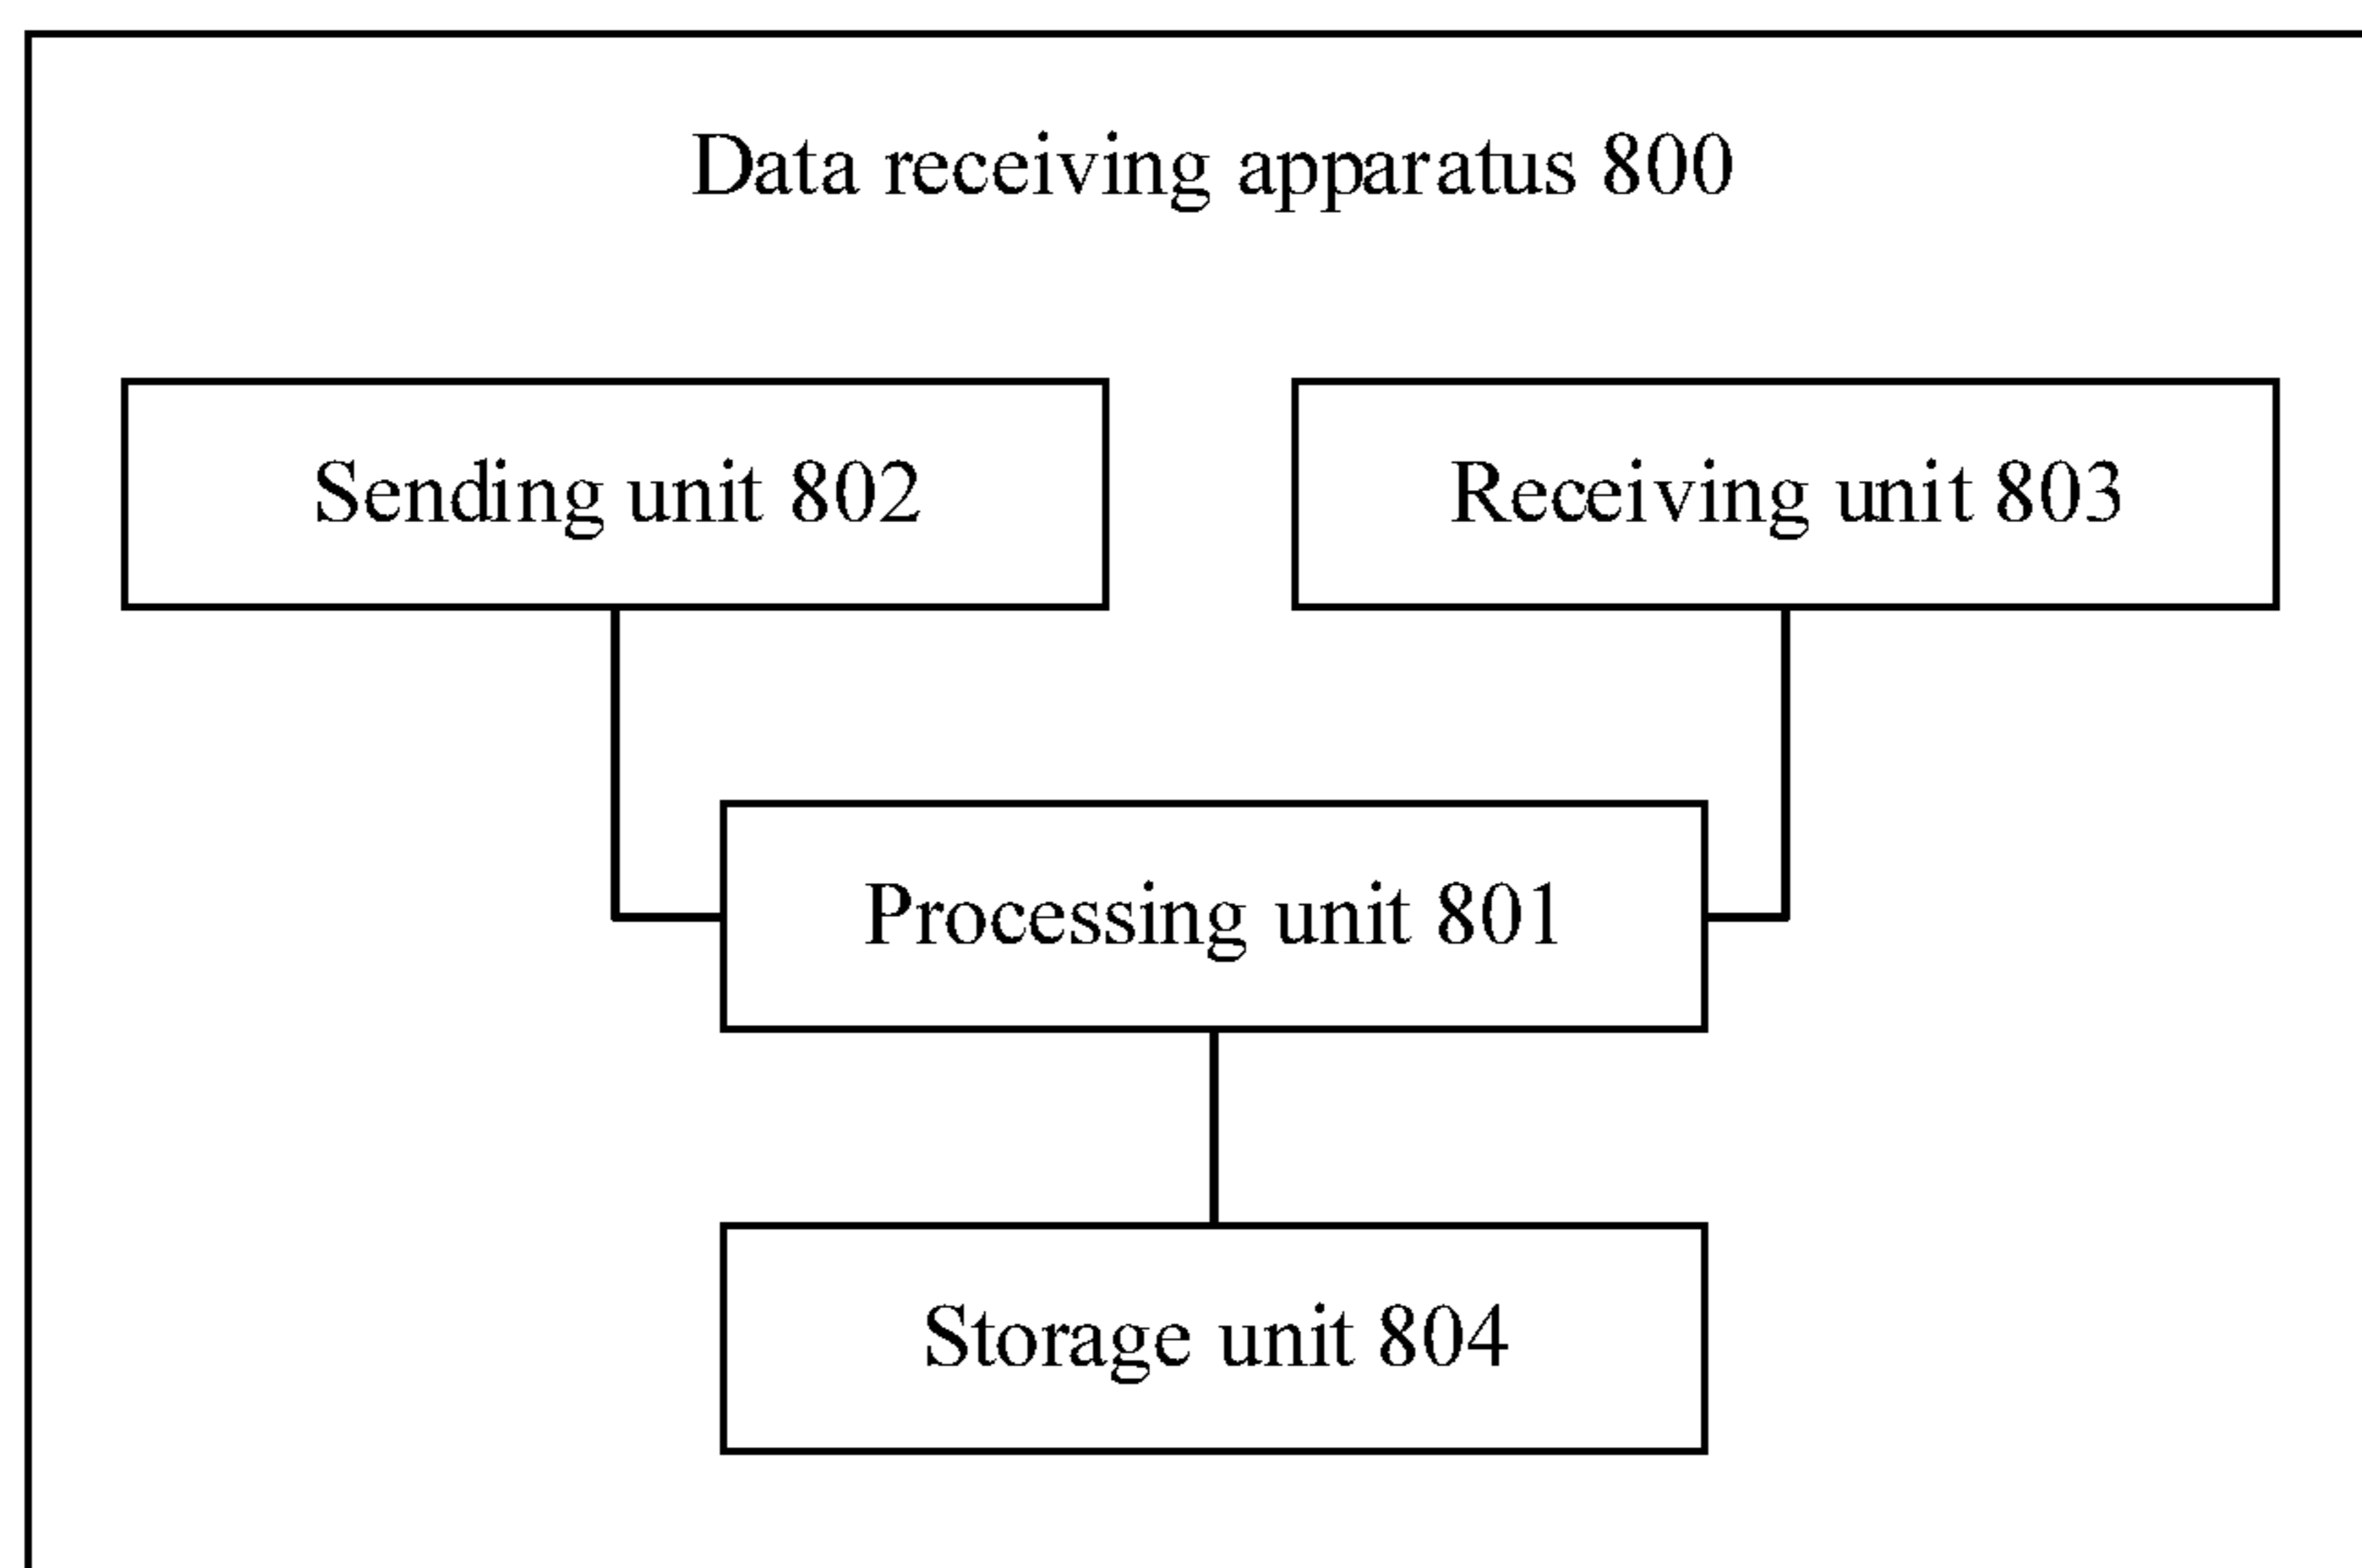 Data receiving apparatus 800
Sending unit 802
Receiving unit 803
Processing unit 801
Storage unit 804